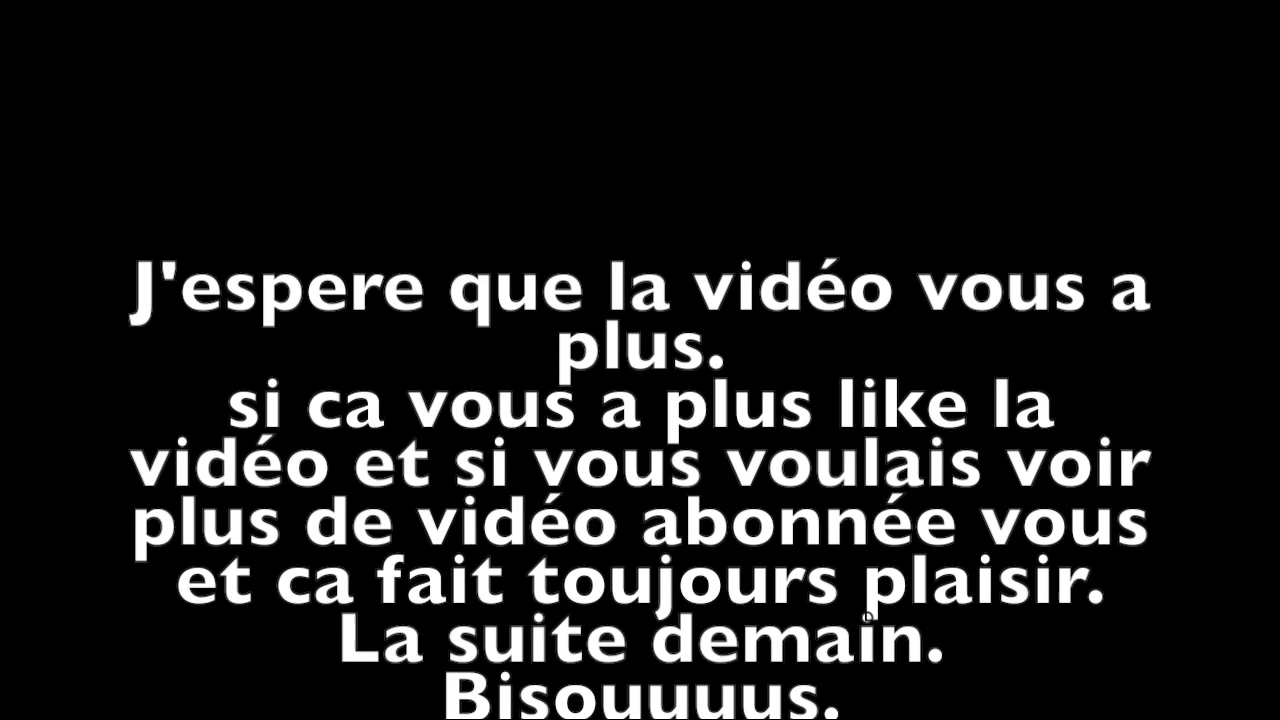 J'espere que la vidéo vous a
plus.
si ca vous a plus like la
vidéo et si vous voulais voir
plus de vidéo abonnée vous
et ca fait toujours plaisir.
La suite demain.
Bisouuuus.